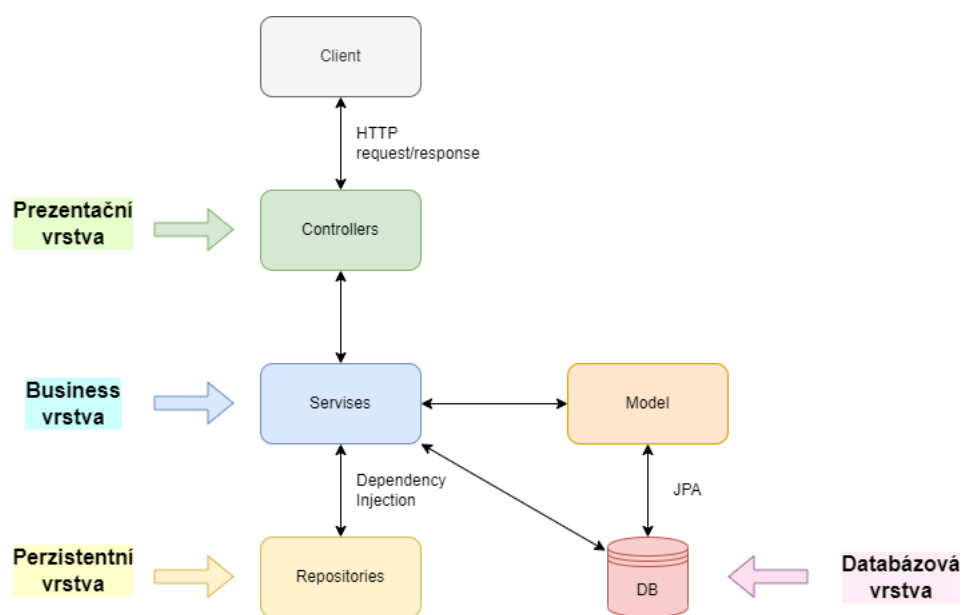 Client
HTTP
request/response
Prezentační
vrstva
Controllers
Business
vrstva
Servises
Model
Dependency
Injection
JPA
Perzistentní
vrstva
Repositories
DB
Databázová
vrstva